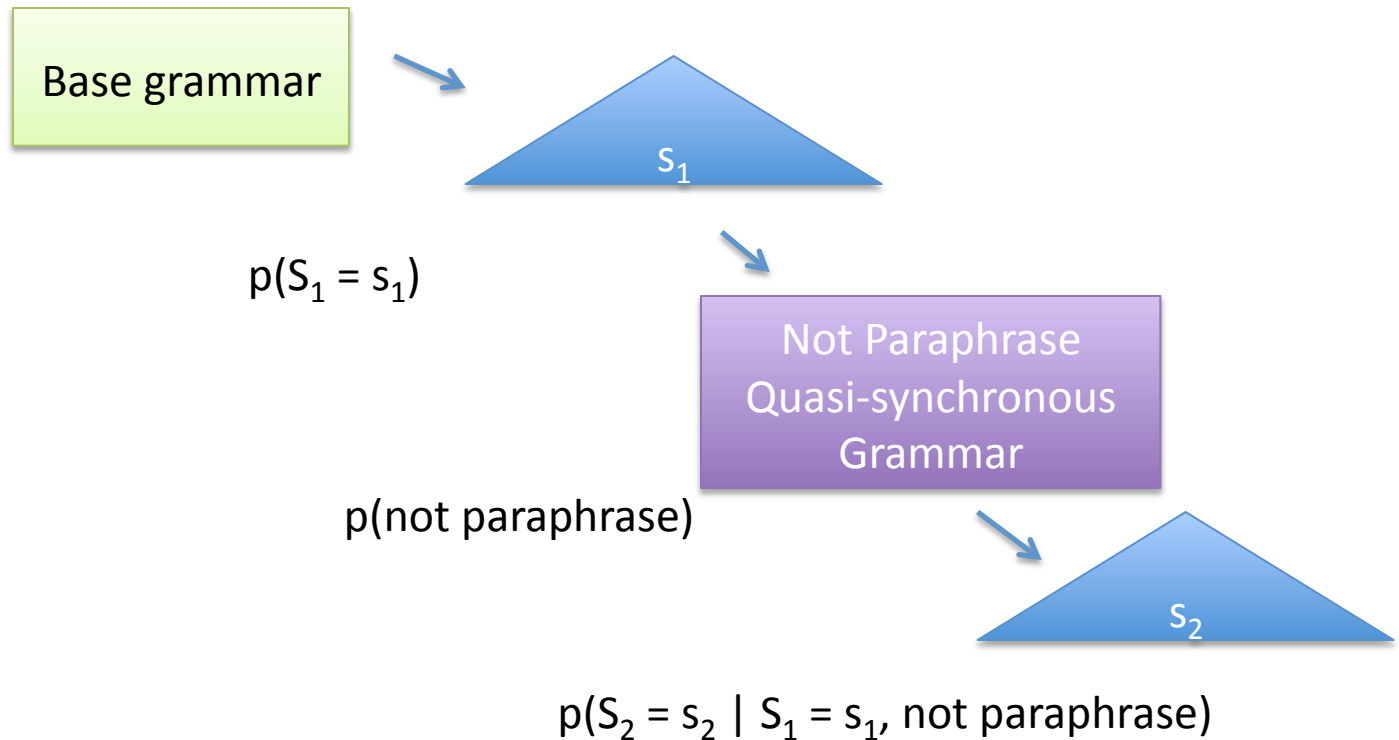 Base grammar
s₁
p(S₁ = s₁)
Not Paraphrase
Quasi-synchronous
Grammar
p(not paraphrase)
s₂
p(S₂ = s₂ | S₁ = s₁, not paraphrase)